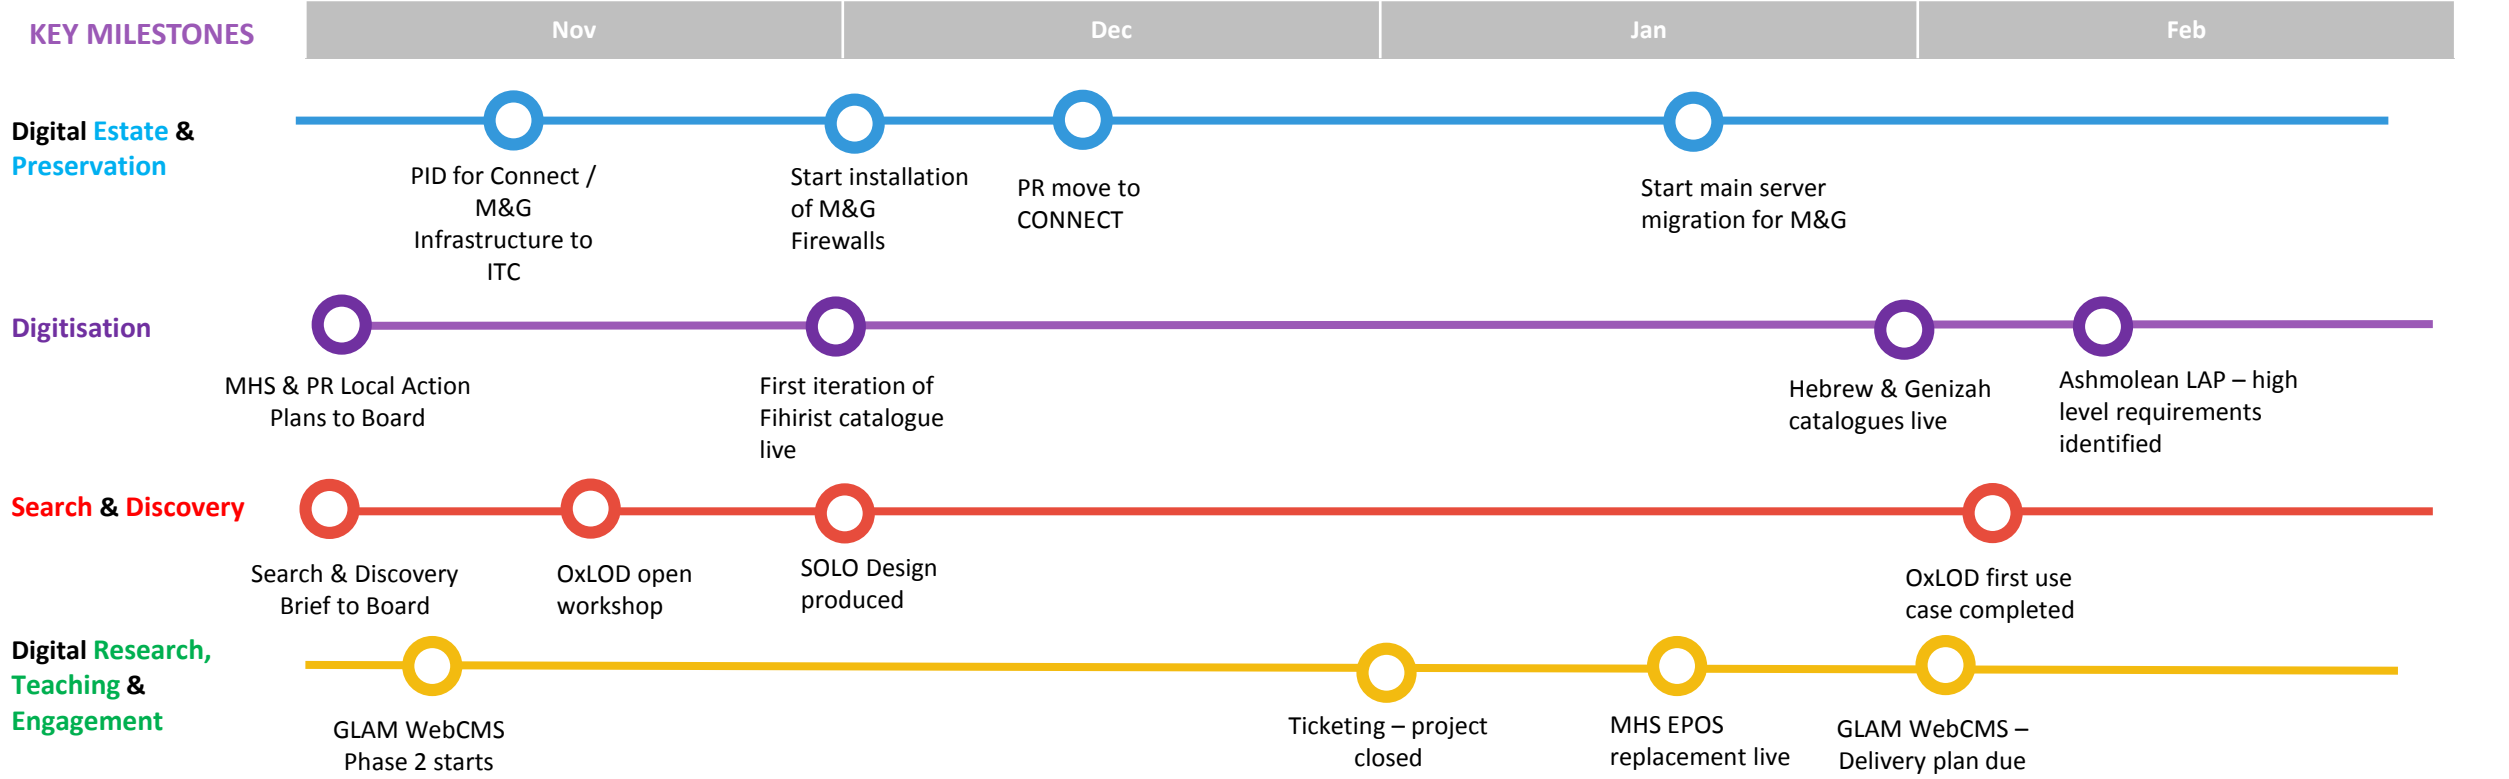 KEY MILESTONES
Nov
Dec
Jan
Feb
Digital Estate &
Preservation
PID for Connect /
M&G
Infrastructure to
ITC
Start installation
of M&G
Firewalls
PR move to
CONNECT
Start main server
migration for M&G
Digitisation
MHS & PR Local Action
Plans to Board
First iteration of
Fihirist catalogue
live
Hebrew & Genizah
catalogues live
Ashmolean LAP – high
level requirements
identified
Search & Discovery
Search & Discovery
Brief to Board
OxLOD open
workshop
SOLO Design
produced
OxLOD first use
case completed
Digital Research,
Teaching &
Engagement
GLAM WebCMS
Phase 2 starts
Ticketing – project
closed
MHS EPOS
replacement live
GLAM WebCMS –
Delivery plan due